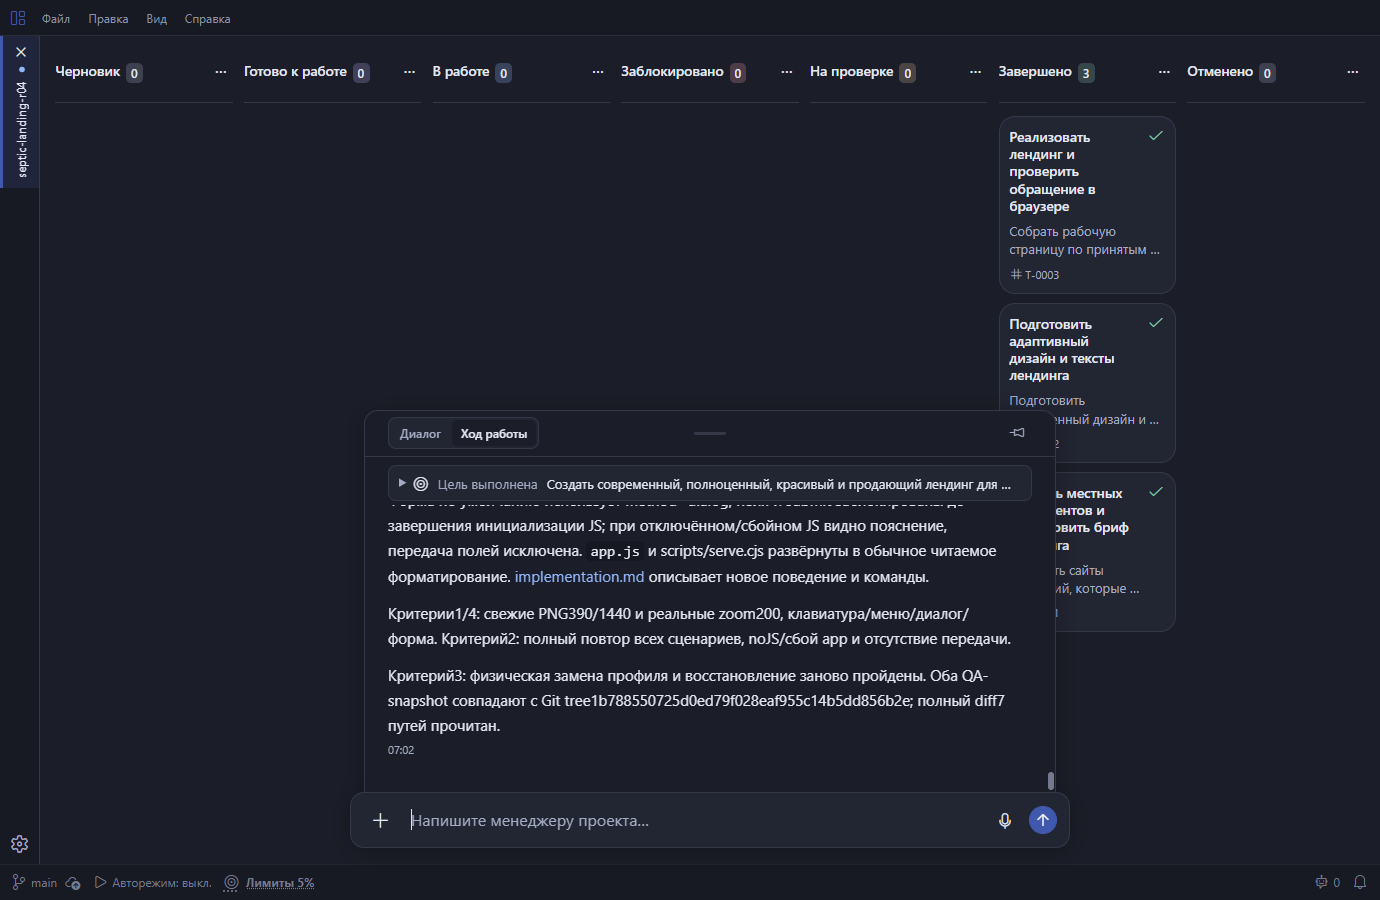 Файл Правка Вид Справка
septic-landing-r04
Черновик 0 ...
Готово к работе 0 ...
В работе 0 ...
Заблокировано 0 ...
На проверке 0 ...
Завершено 3 ...
Отменено 0 ...
Реализовать
лендинг и
проверить
обращение в
браузере
Собрать рабочую
страницу по принятым ...
T-0003
Подготовить
адаптивный
дизайн и тексты
лендинга
Подготовить
енный дизайн и ...
2
ь местных
ентов и
овить бриф
га
ть сайты
ий, которые ...
Диалог Ход работы
Цель выполнена Создать современный, полноценный, красивый и продающий лендинг для ...
завершения инициализации JS; при отключённом/сбойном JS видно пояснение,
передача полей исключена. app.js и scripts/serve.cjs развёрнуты в обычное читаемое
форматирование. implementation.md описывает новое поведение и команды.
Критерии1/4: свежие PNG390/1440 и реальные zoom200, клавиатура/меню/диалог/
форма. Критерий2: полный повтор всех сценариев, noJS/сбой app и отсутствие передачи.
Критерий3: физическая замена профиля и восстановление заново пройдены. Оба QA-
snapshot совпадают с Git tree1b788550725d0ed79f028eaf955c14b5dd856b2e; полный diff7
путей прочитан.
07:02
Напишите менеджеру проекта...
main Авторежим: выкл. Лимиты 5% 0